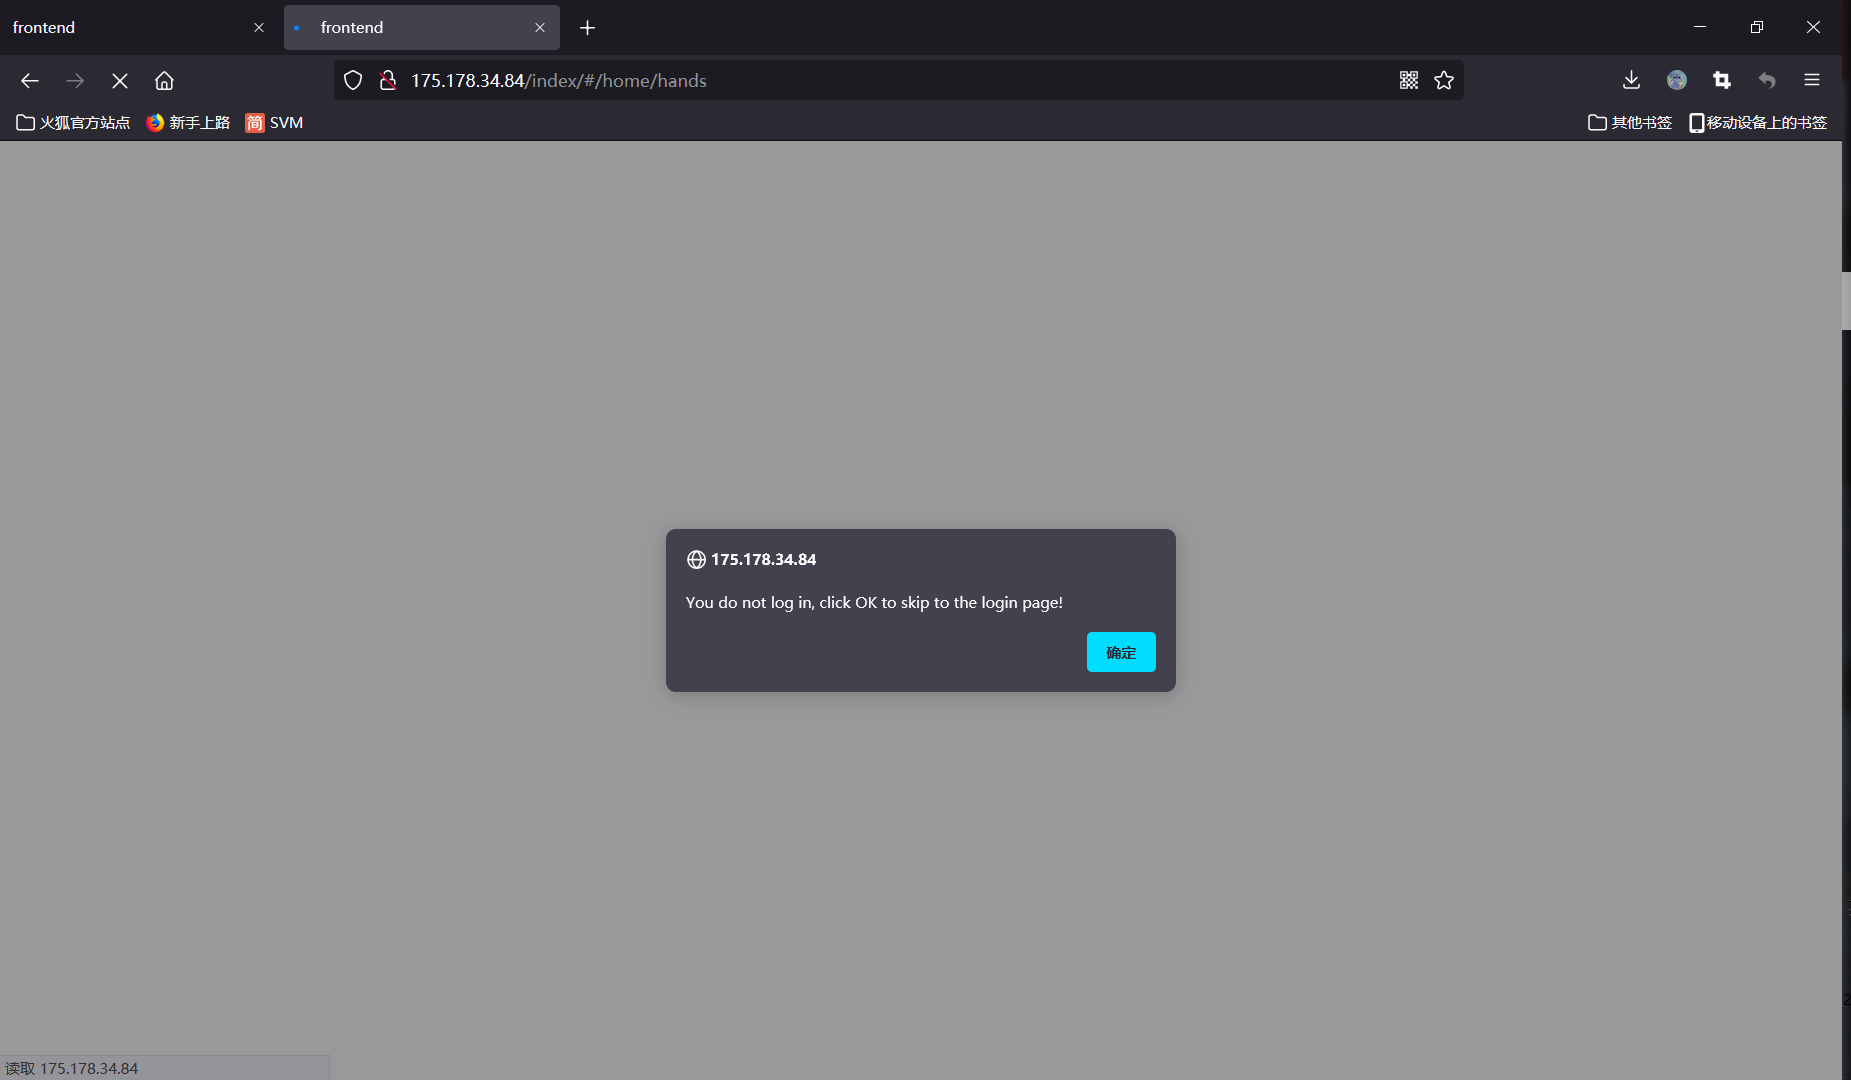 frontend
frontend
175.178.34.84/index/#/home/hands
火狐官方站点
新手上路
简 SVM
其他书签
移动设备上的书签
175.178.34.84
You do not log in, click OK to skip to the login page!
确定
读取 175.178.34.84